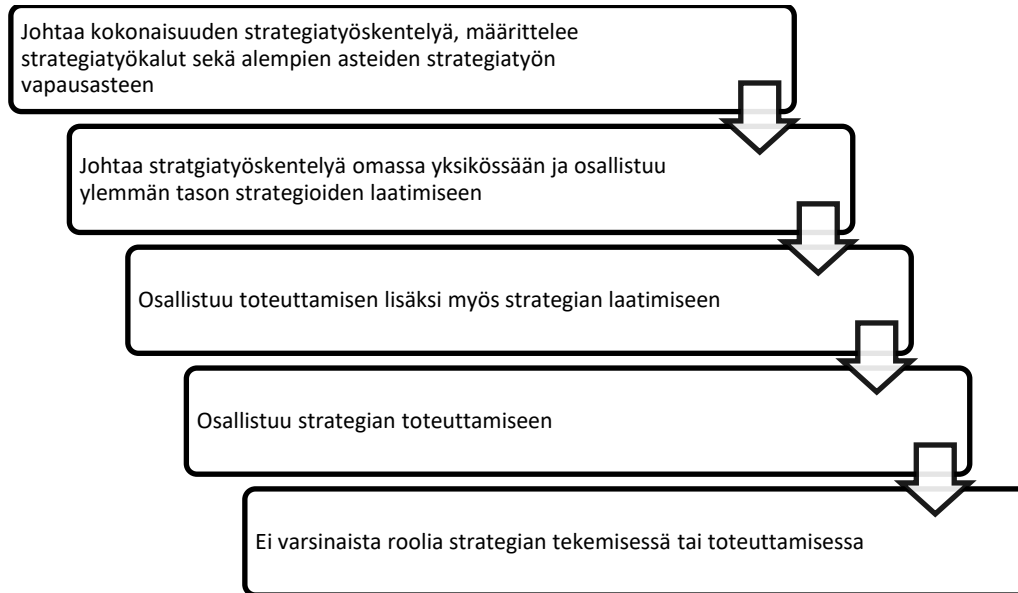 Johtaa kokonaisuuden strategiatyöskentelyä, määrittelee
strategiatyökalut sekä alempien asteiden strategiatyön
vapausasteen
Johtaa stratgiatyöskentelyä omassa yksikössään ja osallistuu
ylemmän tason strategioiden laatimiseen
Osallistuu toteuttamisen lisäksi myös strategian laatimiseen
Osallistuu strategian toteuttamiseen
Ei varsinaista roolia strategian tekemisessä tai toteuttamisessa